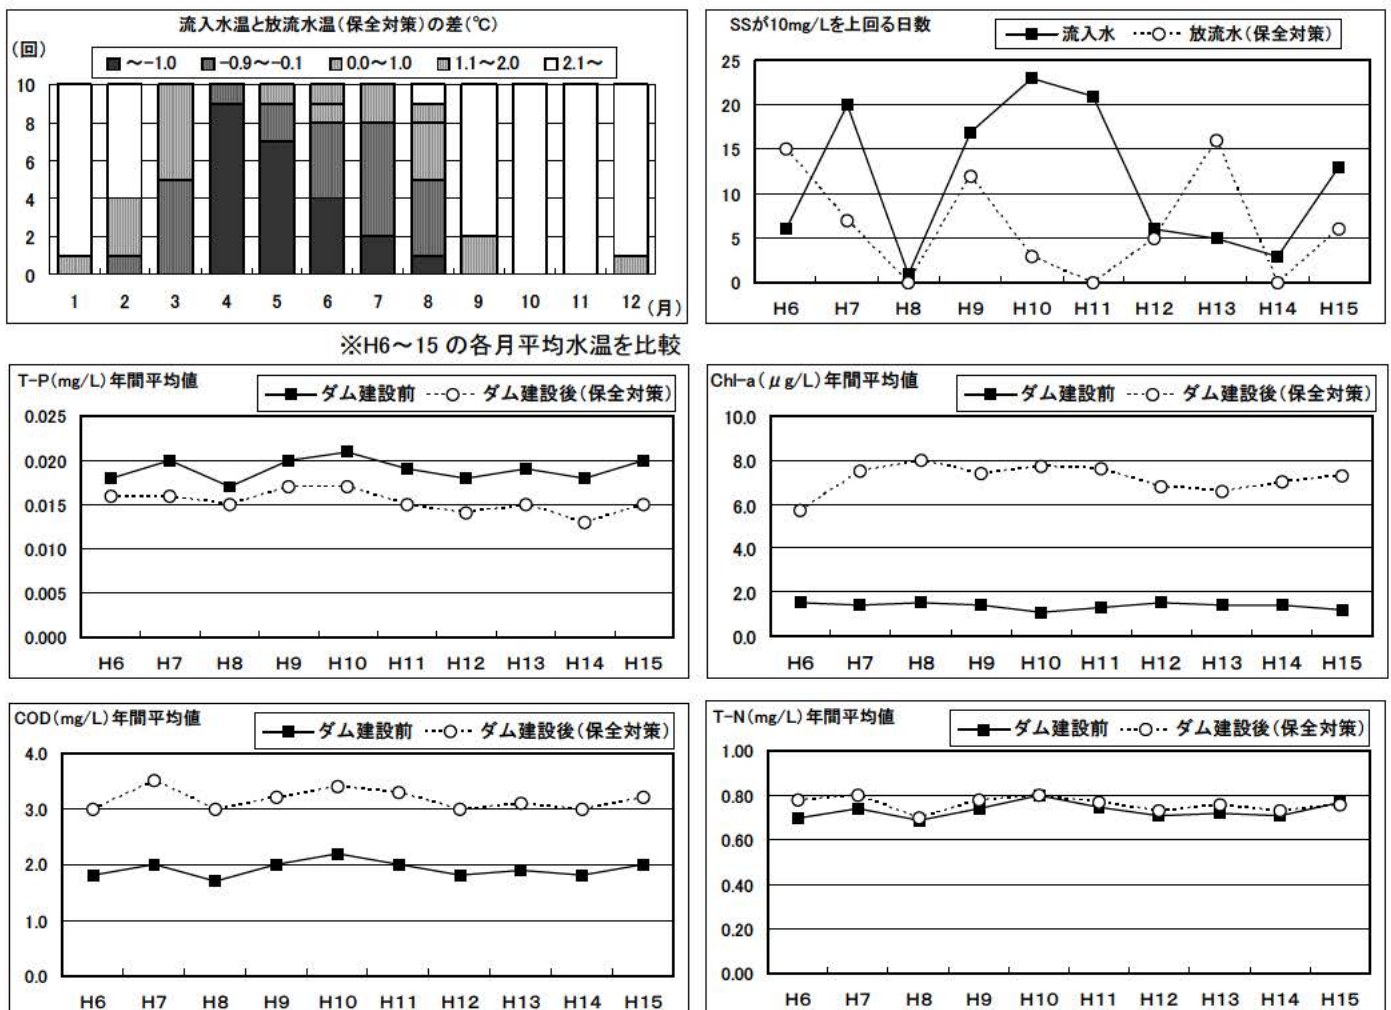 流入水温と放流水温(保全対策)の差(℃)
(回)
~-1.0 -0.9~-0.1 0.0~1.0 1.1~2.0 2.1~
10
8
6
4
2
0
1 2 3 4 5 6 7 8 9 10 11 12 (月)
※H6~15 の各月平均水温を比較
SSが10mg/Lを上回る日数
流入水 放流水(保全対策)
25
20
15
10
5
0
H6 H7 H8 H9 H10 H11 H12 H13 H14 H15
T-P(mg/L)年間平均値
ダム建設前 ダム建設後(保全対策)
0.025
0.020
0.015
0.010
0.005
0.000
H6 H7 H8 H9 H10 H11 H12 H13 H14 H15
Chl-a(μg/L)年間平均値
ダム建設前 ダム建設後(保全対策)
10.0
8.0
6.0
4.0
2.0
0.0
H6 H7 H8 H9 H10 H11 H12 H13 H14 H15
COD(mg/L)年間平均値
ダム建設前 ダム建設後(保全対策)
4.0
3.0
2.0
1.0
0.0
H6 H7 H8 H9 H10 H11 H12 H13 H14 H15
T-N(mg/L)年間平均値
ダム建設前 ダム建設後(保全対策)
1.00
0.80
0.60
0.40
0.20
0.00
H6 H7 H8 H9 H10 H11 H12 H13 H14 H15